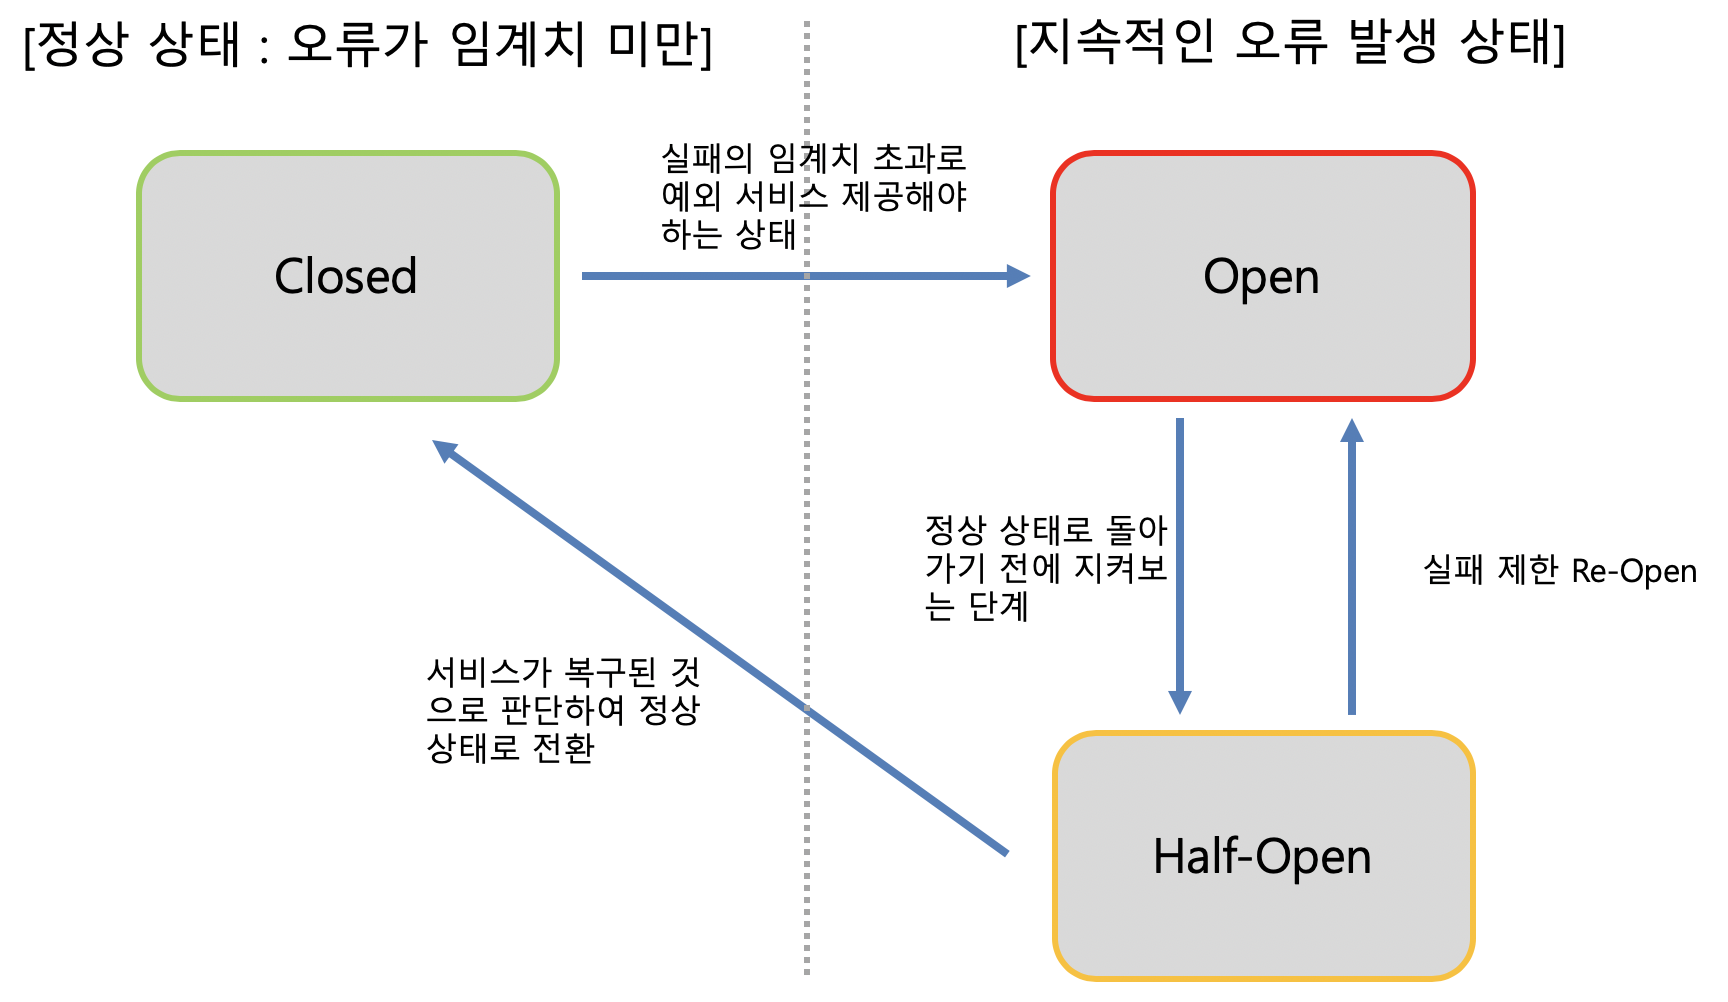 [정상 상태 : 오류가 임계치 미만]
[지속적인 오류 발생 상태]
실패의 임계치 초과로
예외 서비스 제공해야
하는 상태
Closed
Open
정상 상태로 돌아
가기 전에 지켜보
는 단계
실패 제한 Re-Open
서비스가 복구된 것
으로 판단하여 정상
상태로 전환
Half-Open